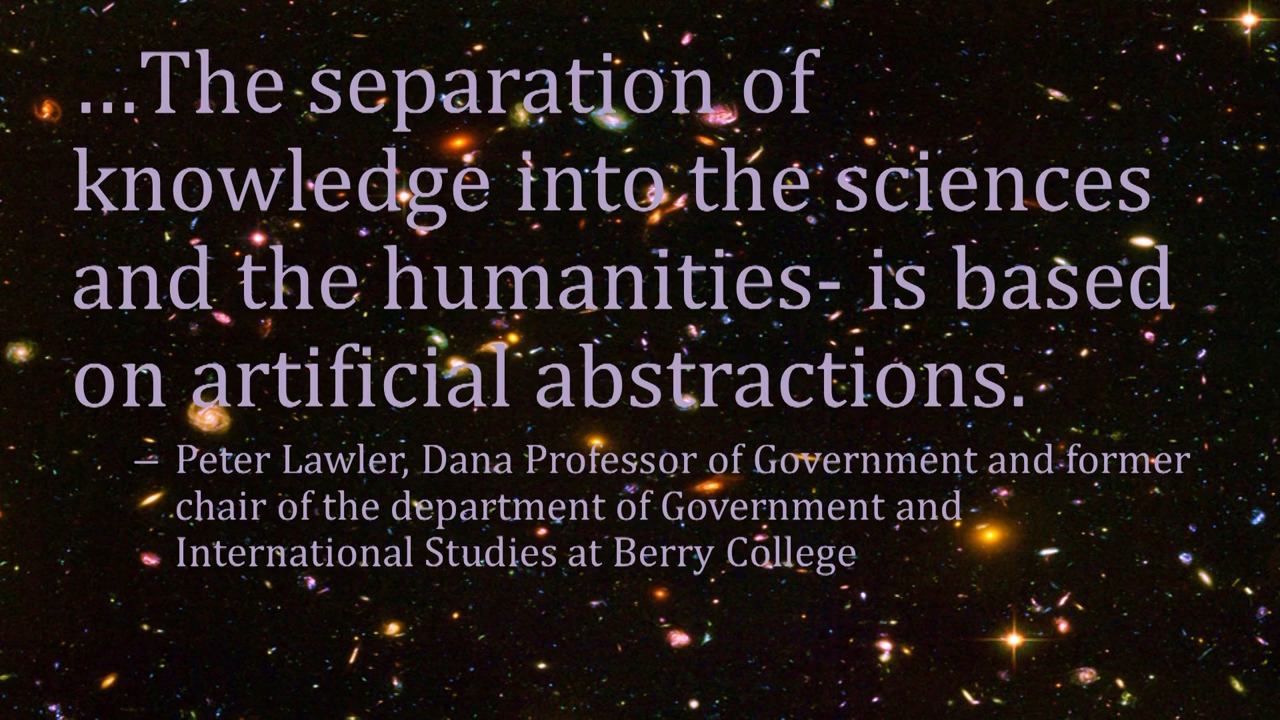 …The separation of
knowledge into the sciences
and the humanities- is based
on artificial abstractions.
– Peter Lawler, Dana Professor of Government and former
chair of the department of Government and
International Studies at Berry College